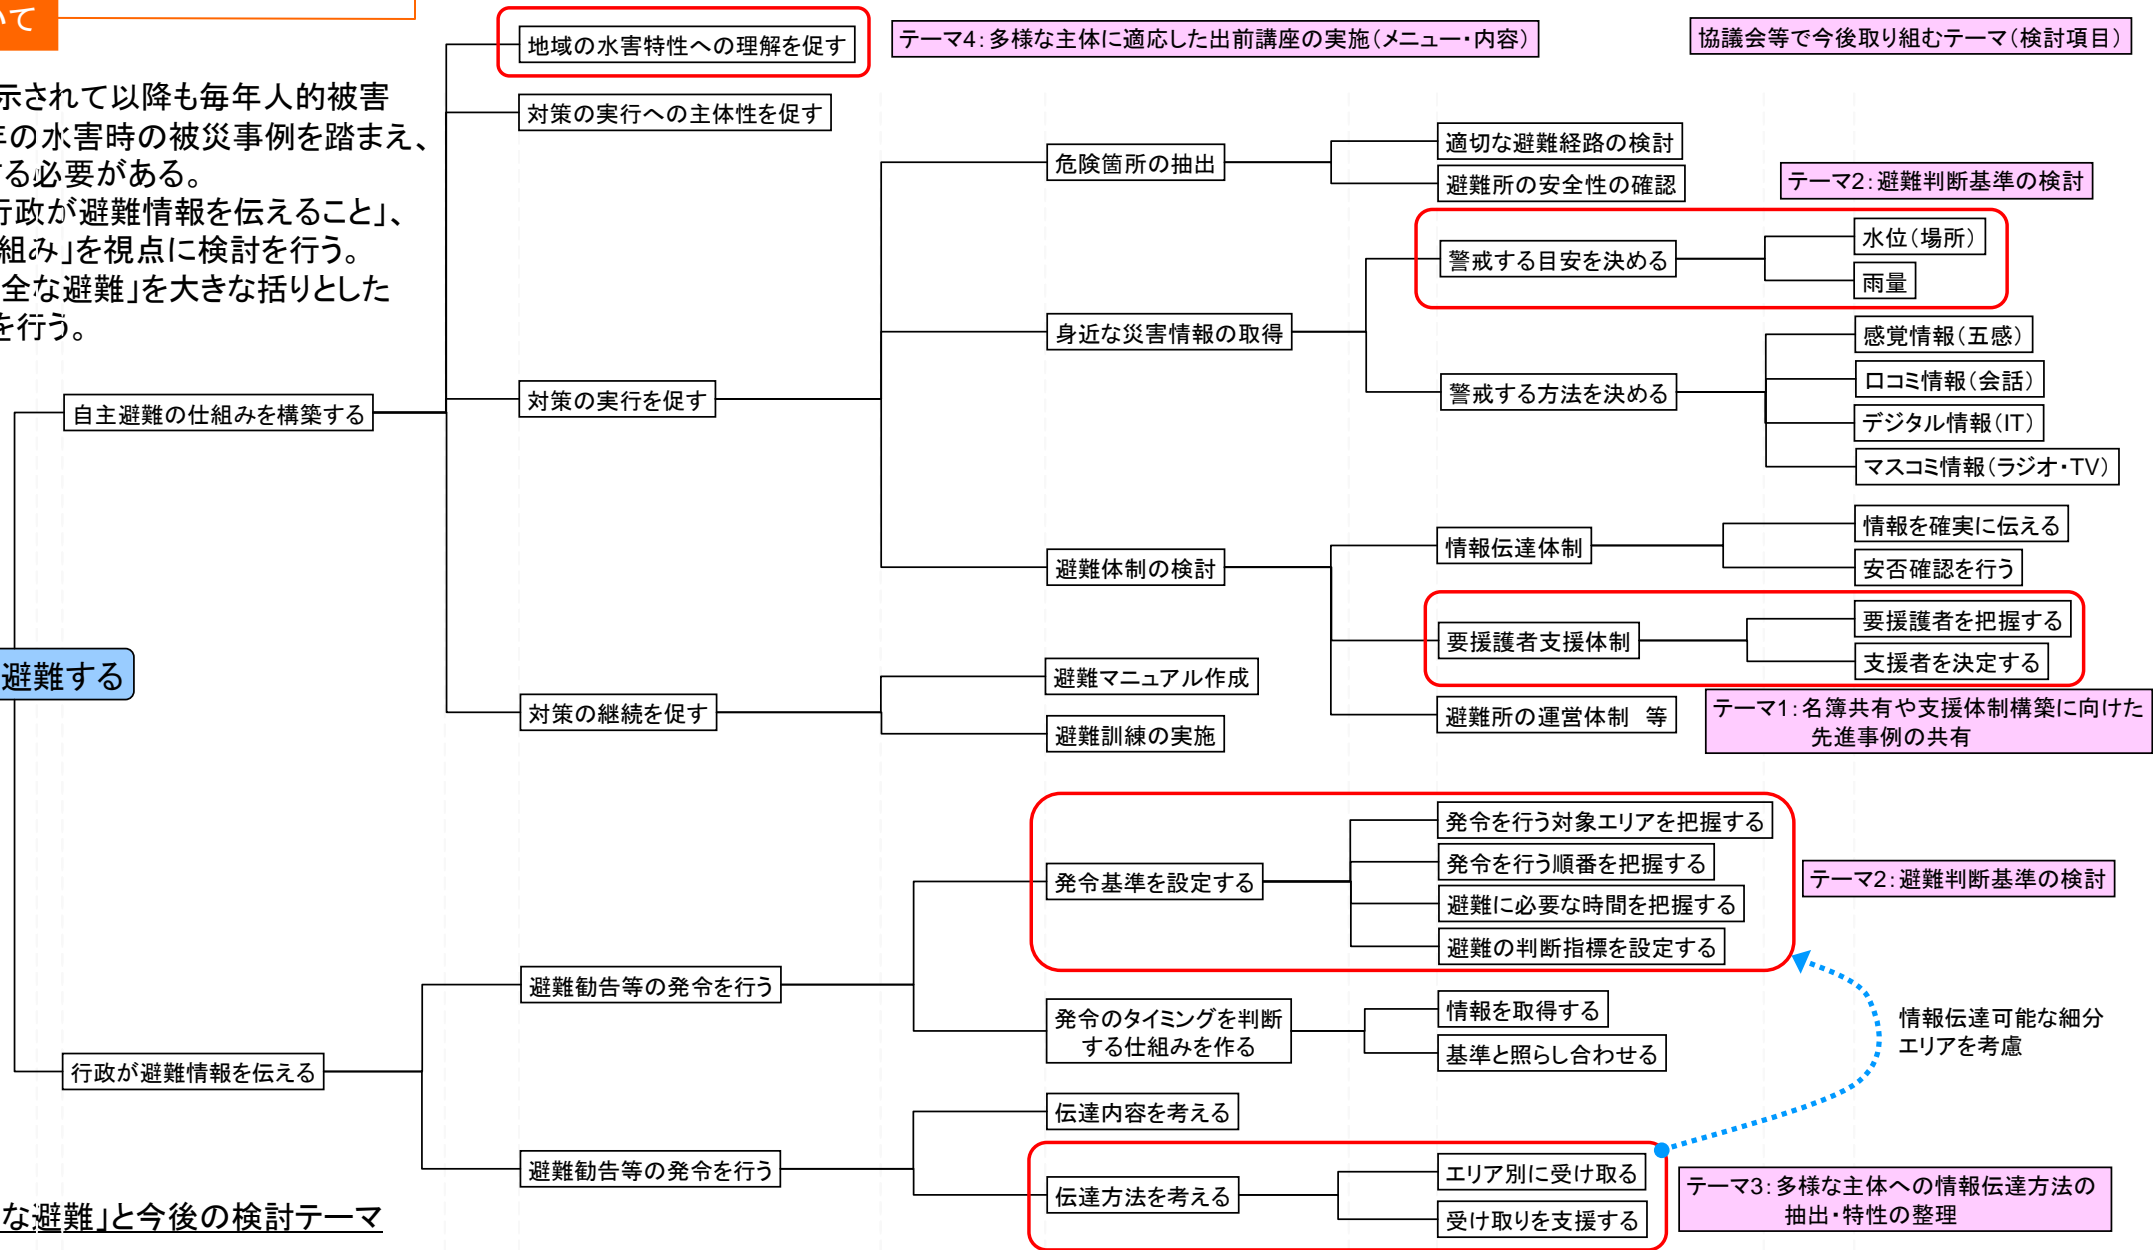 いて
示されて以降も毎年人的被害
年の水害時の被災事例を踏まえ、
する必要がある。
行政が避難情報を伝えること」、
組み」を視点に検討を行う。
全な避難」を大きな括りとした
を行う。
地域の水害特性への理解を促す
テーマ4：多様な主体に適応した出前講座の実施（メニュー・内容）
協議会等で今後取り組むテーマ（検討項目）
対策の実行への主体性を促す
危険箇所の抽出
適切な避難経路の検討
避難所の安全性の確認
テーマ2：避難判断基準の検討
警戒する目安を決める
水位（場所）
雨量
身近な災害情報の取得
感覚情報（五感）
口コミ情報（会話）
警戒する方法を決める
デジタル情報（IT）
マスコミ情報（ラジオ・TV）
自主避難の仕組みを構築する
対策の実行を促す
避難体制の検討
情報伝達体制
情報を確実に伝える
安否確認を行う
要援護者支援体制
要援護者を把握する
支援者を決定する
避難所の運営体制　等
テーマ1：名簿共有や支援体制構築に向けた
先進事例の共有
避難する
対策の継続を促す
避難マニュアル作成
避難訓練の実施
発令基準を設定する
発令を行う対象エリアを把握する
発令を行う順番を把握する
避難に必要な時間を把握する
避難の判断指標を設定する
テーマ2：避難判断基準の検討
避難勧告等の発令を行う
発令のタイミングを判断
する仕組みを作る
情報を取得する
基準と照らし合わせる
情報伝達可能な細分
エリアを考慮
行政が避難情報を伝える
伝達内容を考える
避難勧告等の発令を行う
伝達方法を考える
エリア別に受け取る
受け取りを支援する
テーマ3：多様な主体への情報伝達方法の
抽出・特性の整理
な避難」と今後の検討テーマ